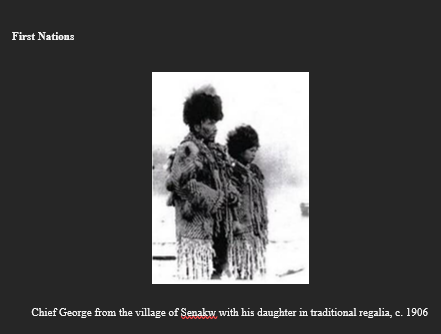 First Nations
Chief George from the village of Senakw with his daughter in traditional regalia, c. 1906